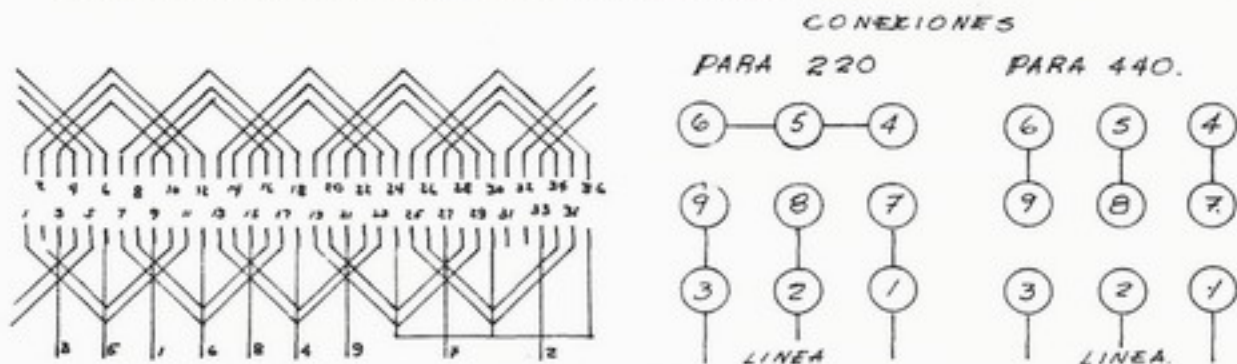 CONEXIONES
PARA 220
PARA 440.
6 5 4
6 5 4
9 8 7
9 8 7.
3 2 1
3 2 1
LINEA
LINEA.
2 4 6 8 10 12 14 16 18 20 22 24 26 28 30 32 34 36
1 3 5 7 9 11 13 15 17 19 21 23 25 27 29 31 33
3 5 1 6 8 4 9 7 2